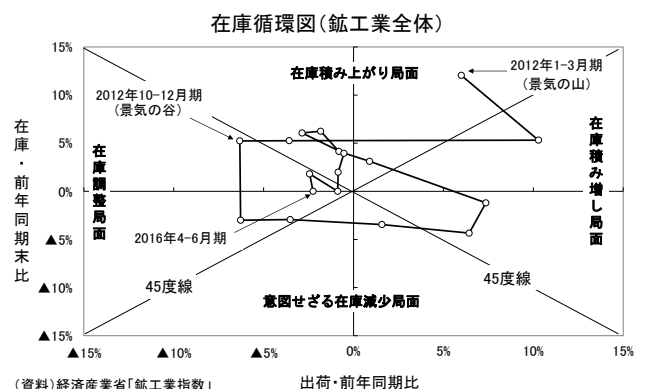 在庫循環図(鉱工業全体)
15%
10%
5%
0%
▲5%
▲10%
▲15%
在庫・前年同期末比
在庫積み上がり局面
2012年1-3月期
(景気の山)
2012年10-12月期
(景気の谷)
在庫調整局面
在庫積み増し局面
2016年4-6月期
45度線
45度線
意図せざる在庫減少局面
▲15%
▲10%
▲5%
0%
5%
10%
15%
出荷・前年同期比
(資料)経済産業省「鉱工業指数」